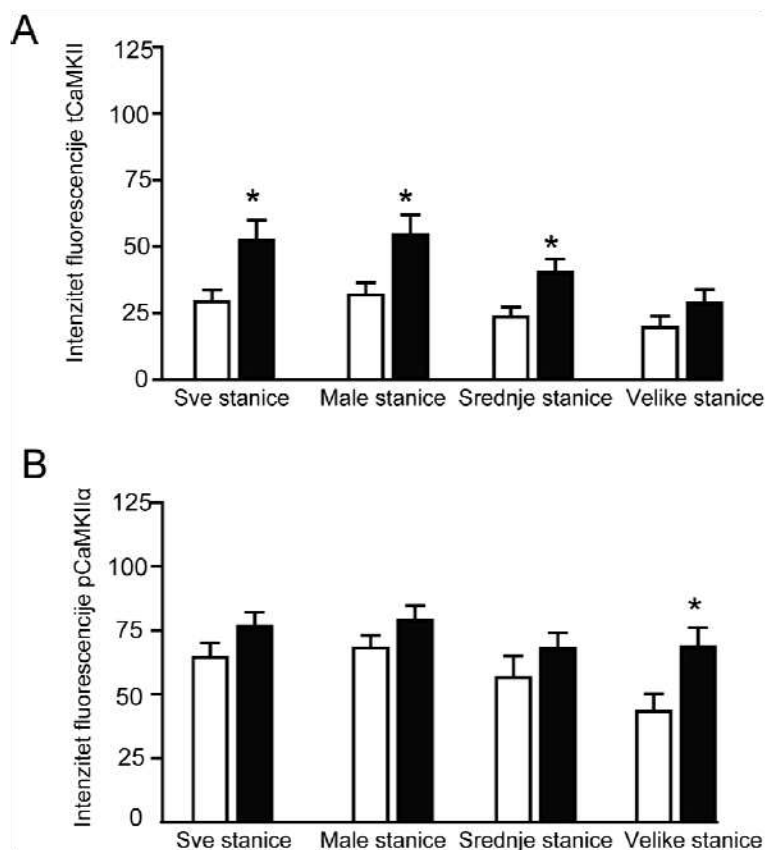 A
Intenzitet fluorescencije tCaMKII
125
100
75
50
25
0
*
*
*
Sve stanice Male stanice Srednje stanice Velike stanice
B
Intenzitet fluorescencije pCaMKIIα
125
100
75
50
25
0
*
Sve stanice Male stanice Srednje stanice Velike stanice